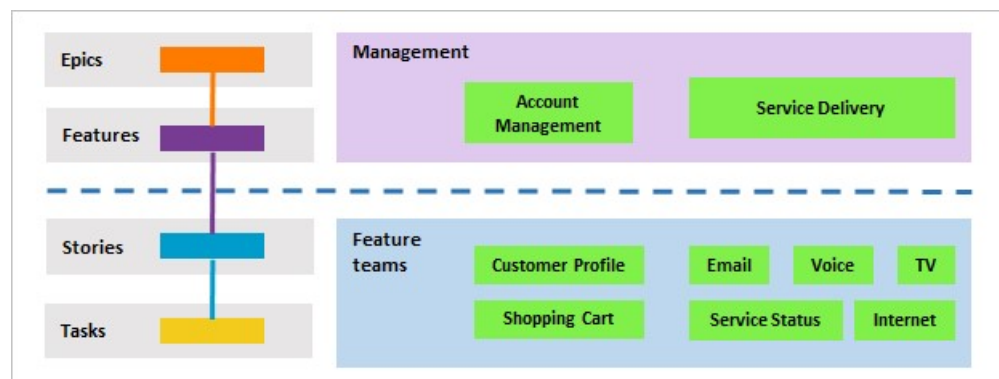 Epics
Features
Stories
Tasks
Management
Account
Management
Service Delivery
Feature
teams
Customer Profile
Email
Voice
TV
Shopping Cart
Service Status
Internet